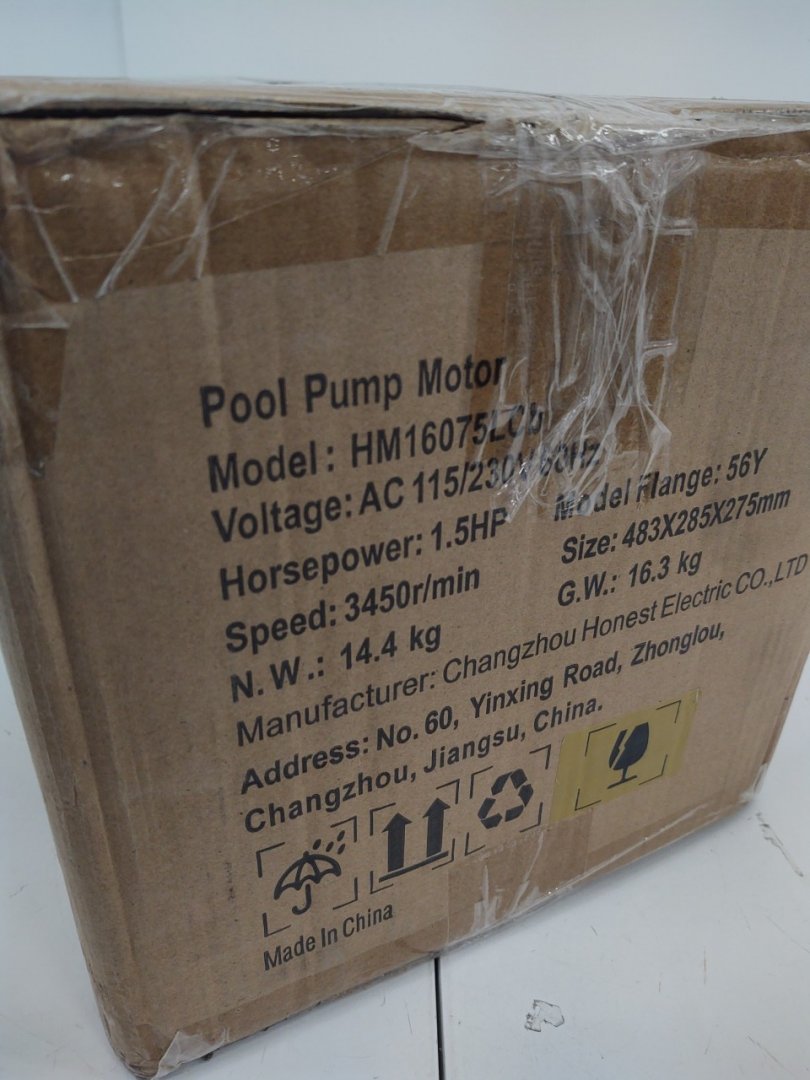 Pool Pump Motor
Model: HM16075LCb
Voltage: AC 115/230V 60Hz Model Flange: 56Y
Horsepower: 1.5HP Size: 483X285X275mm
Speed: 3450r/min G.W.: 16.3 kg
N.W.: 14.4 kg
Manufacturer: Changzhou Honest Electric CO.,LTD
Address: No. 60, Yinxing Road, Zhonglou,
Changzhou, Jiangsu, China.
Made In China